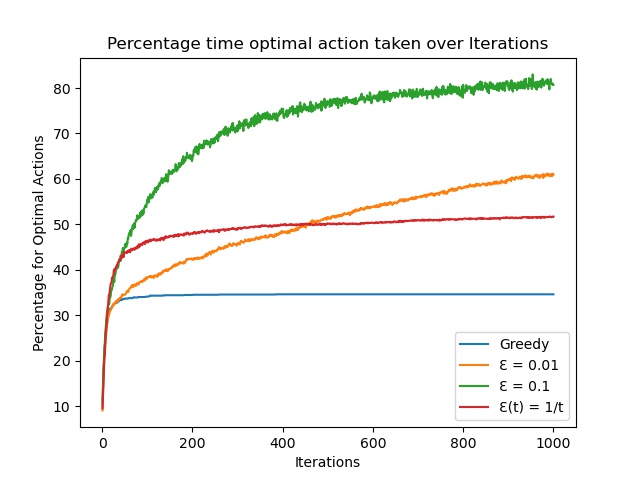 Percentage time optimal action taken over Iterations
Percentage for Optimal Actions
80
70
60
50
40
30
20
10
0
200
400
600
800
1000
Iterations
Greedy
Ɛ = 0.01
Ɛ = 0.1
Ɛ(t) = 1/t